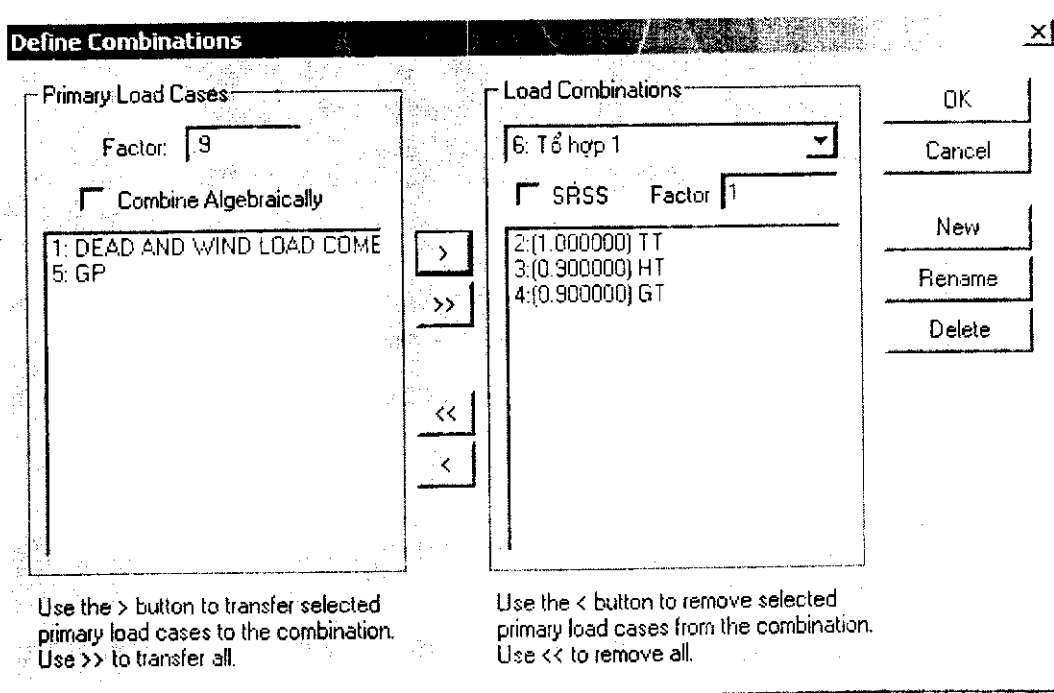 Define Combinations
Primary Load Cases
Factor: .9
Combine Algebraically
1: DEAD AND WIND LOAD COME
5: GP
>
>>
<<
<
Use the > button to transfer selected
primary load cases to the combination.
Use >> to transfer all.
Load Combinations
6: Tổ hợp 1
SRSS Factor 1
2:(1.000000) TT
3:(0.900000) HT
4:(0.900000) GT
Use the < button to remove selected
primary load cases from the combination.
Use << to remove all.
OK
Cancel
New
Rename
Delete